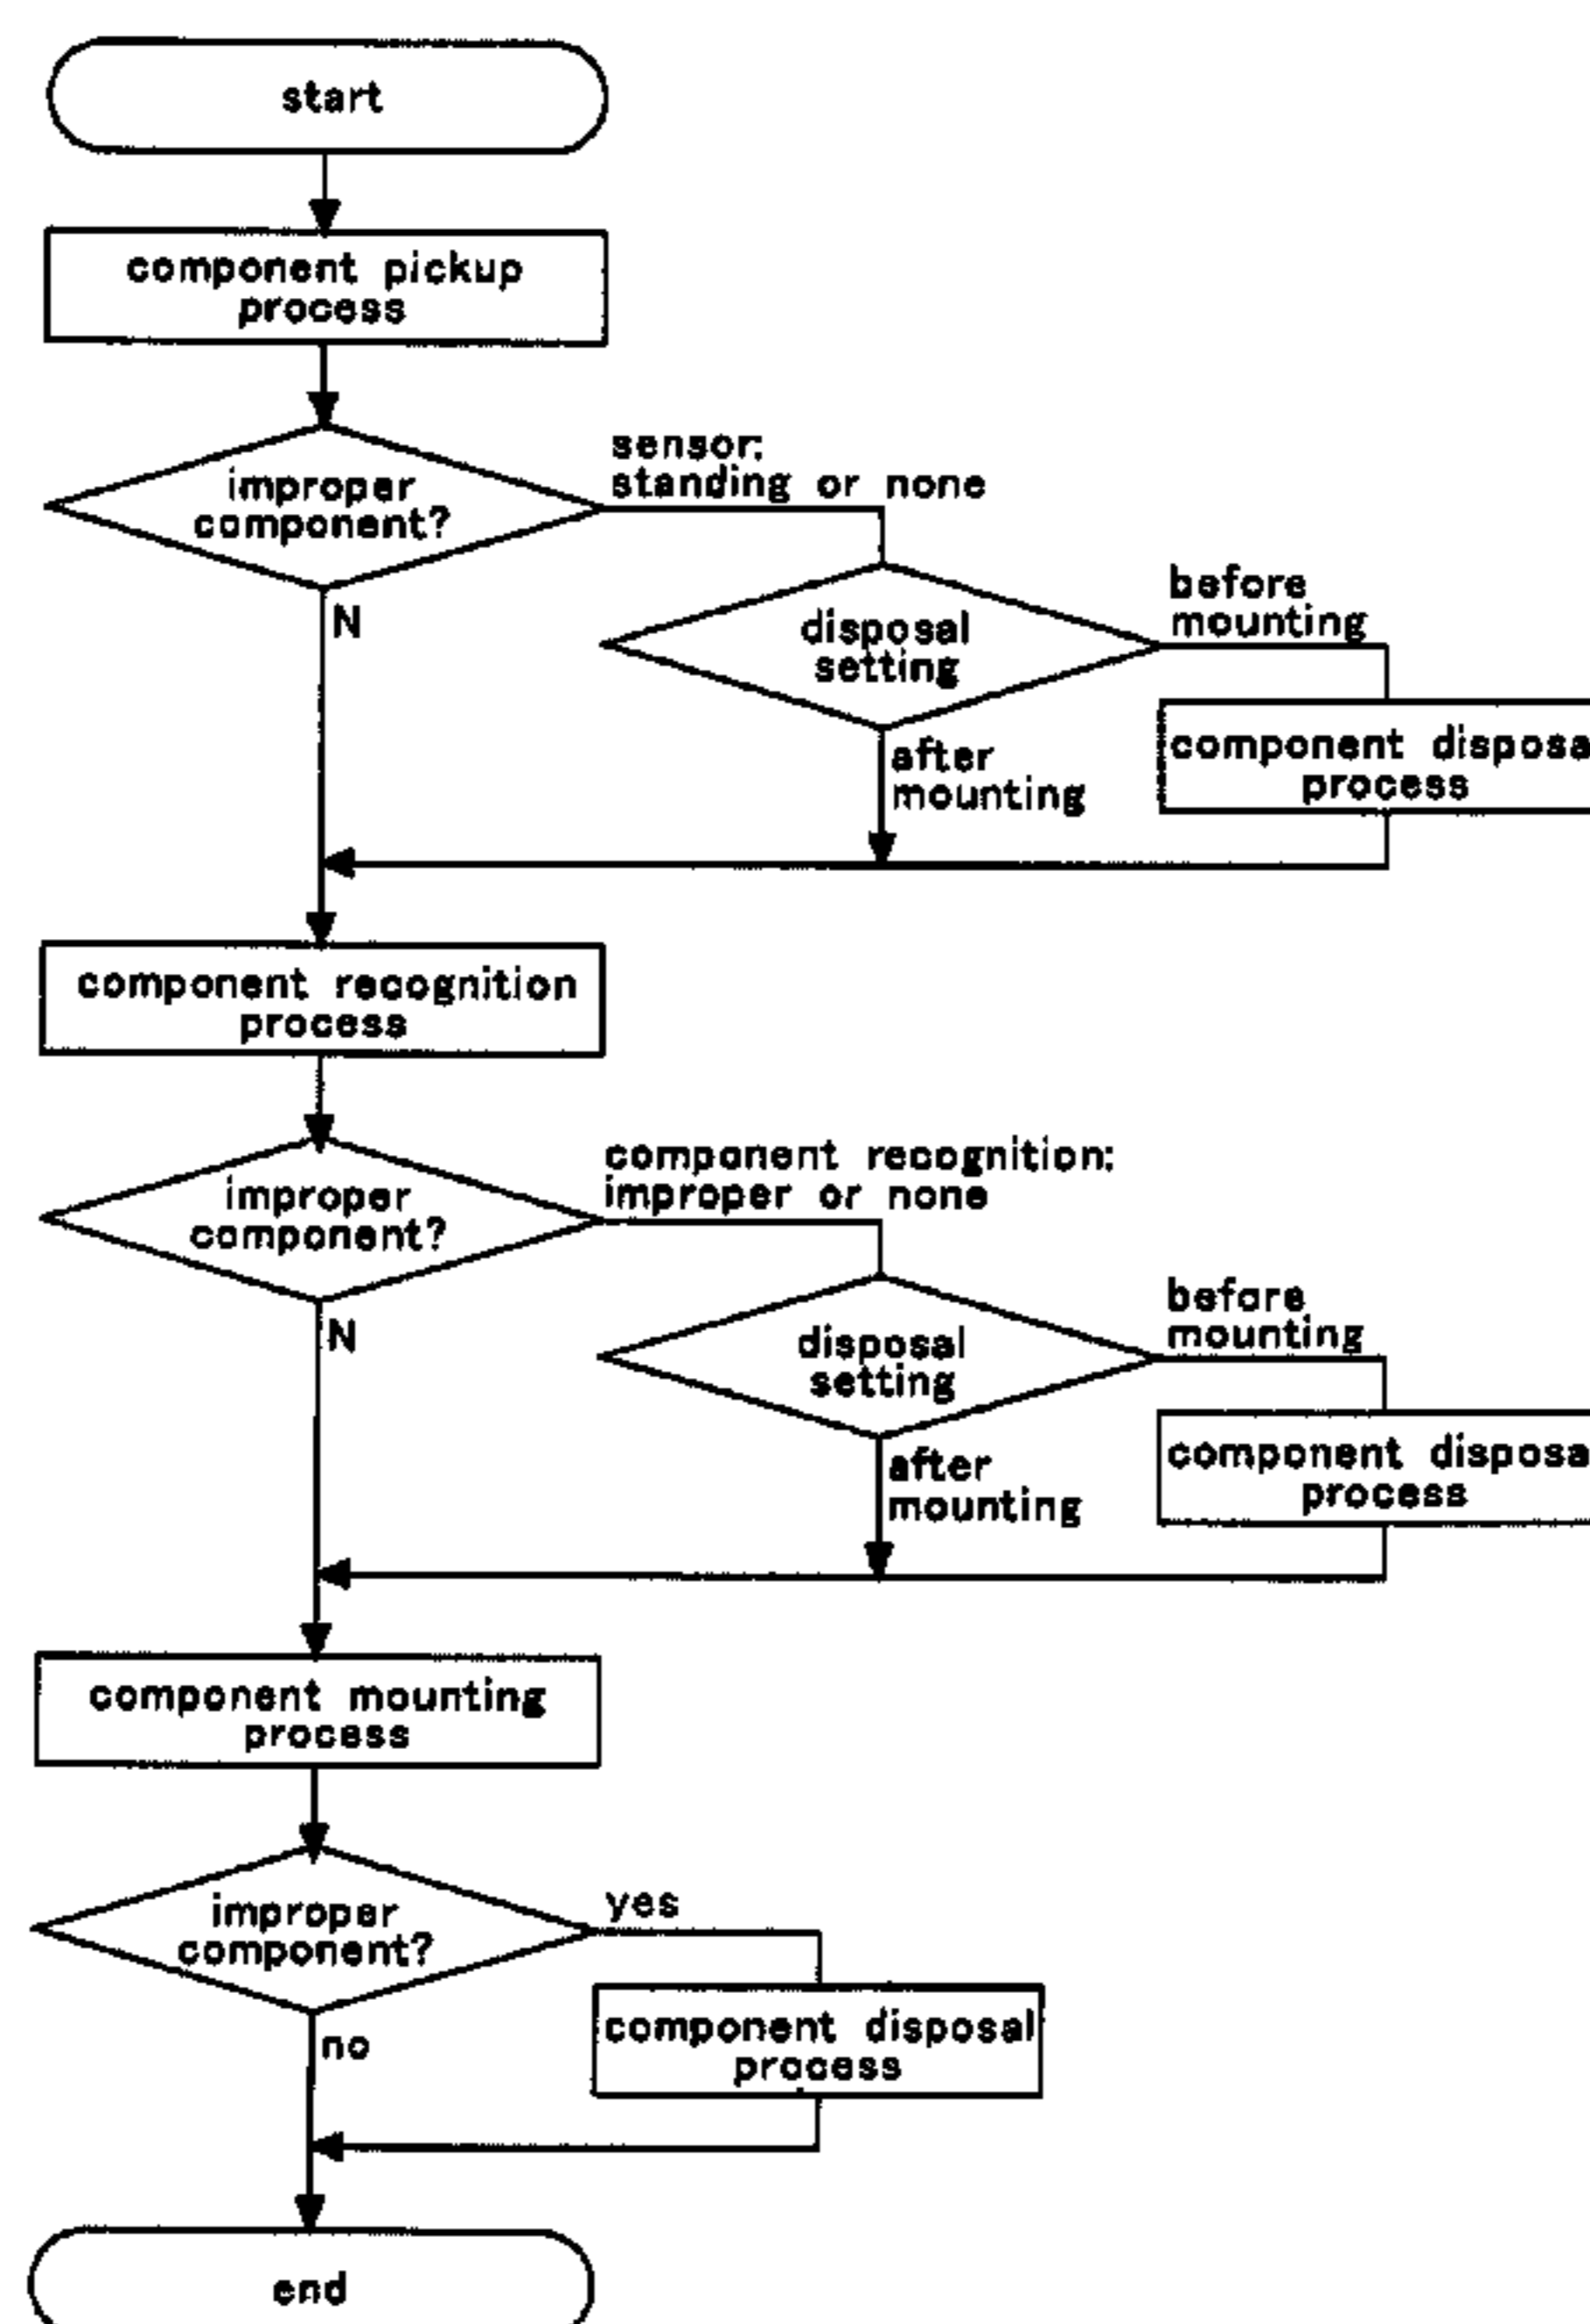 start
component pickup
process
improper
component?
sensor:
standing or none
N
disposal
setting
before
mounting
component disposa
process
after
mounting
component recognition
process
improper
component?
component recognition:
improper or none
N
disposal
setting
before
mounting
component disposa
process
after
mounting
component mounting
process
improper
component?
yes
component disposal
process
no
end